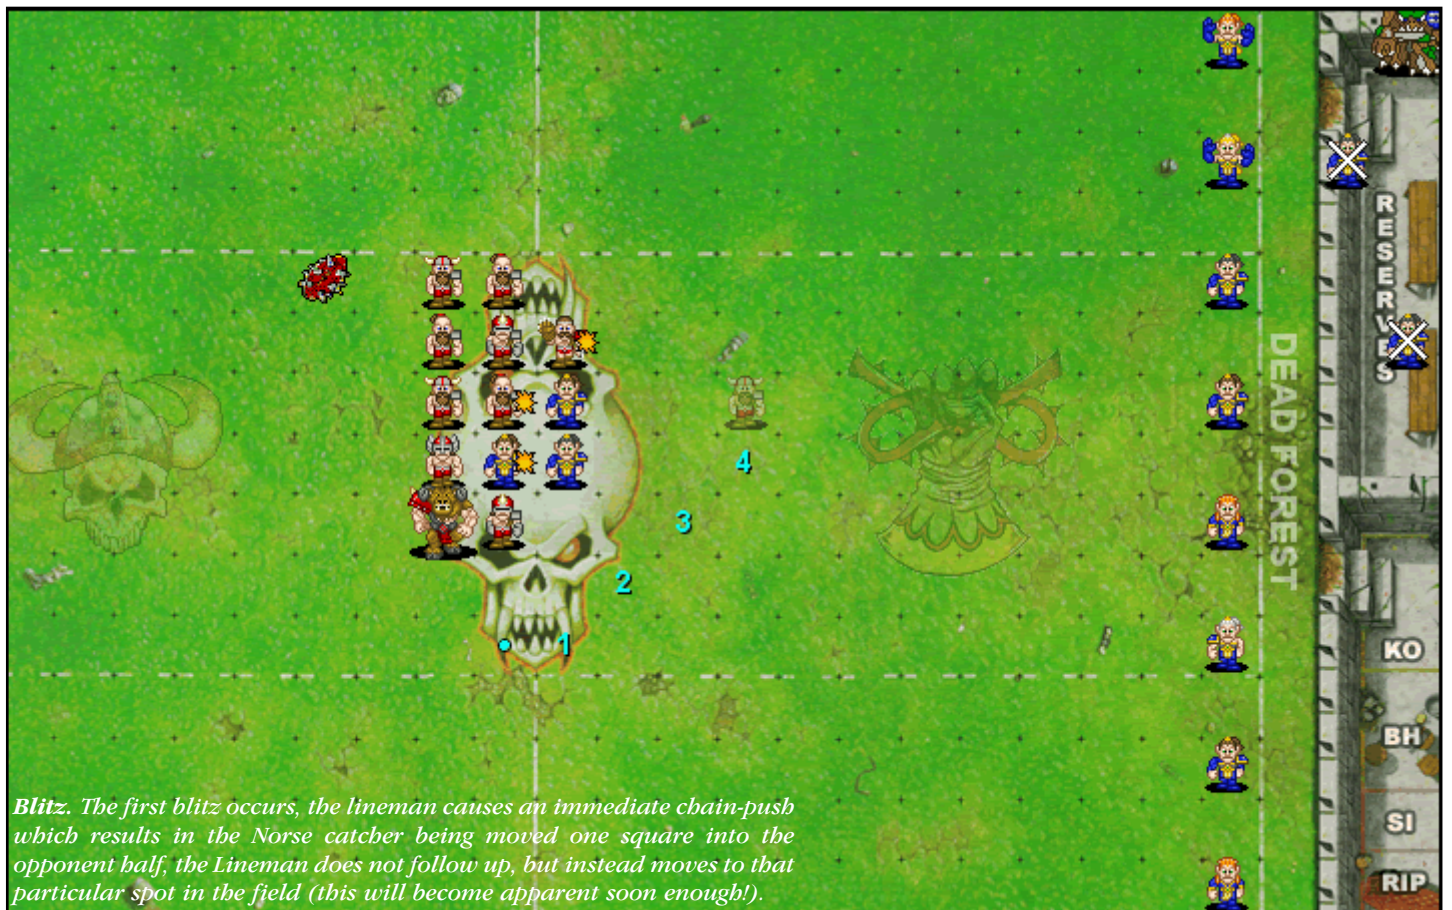 RESERVES
DEAD FOREST
4
3
2
1
KO
BH
SI
RIP
Blitz. The first blitz occurs, the lineman causes an immediate chain-push
which results in the Norse catcher being moved one square into the
opponent half, the Lineman does not follow up, but instead moves to that
particular spot in the field (this will become apparent soon enough!).